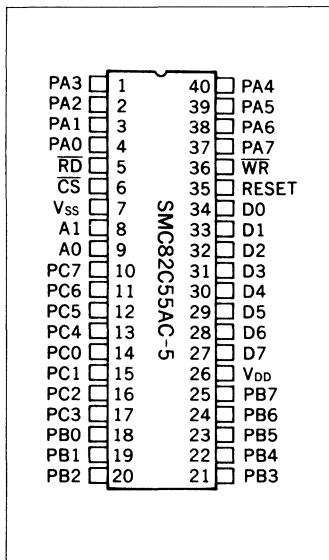 PA3 1 40 PA4
PA2 2 39 PA5
PA1 3 38 PA6
PA0 4 37 PA7
RD 5 36 WR
CS 6 35 RESET
Vss 7 34 D0
A1 8 33 D1
A0 9 32 D2
PC7 10 31 D3
PC6 11 30 D4
PC5 12 29 D5
PC4 13 28 D6
PC0 14 27 D7
PC1 15 26 VDD
PC2 16 25 PB7
PC3 17 24 PB6
PB0 18 23 PB5
PB1 19 22 PB4
PB2 20 21 PB3
SMC82C55AC-5